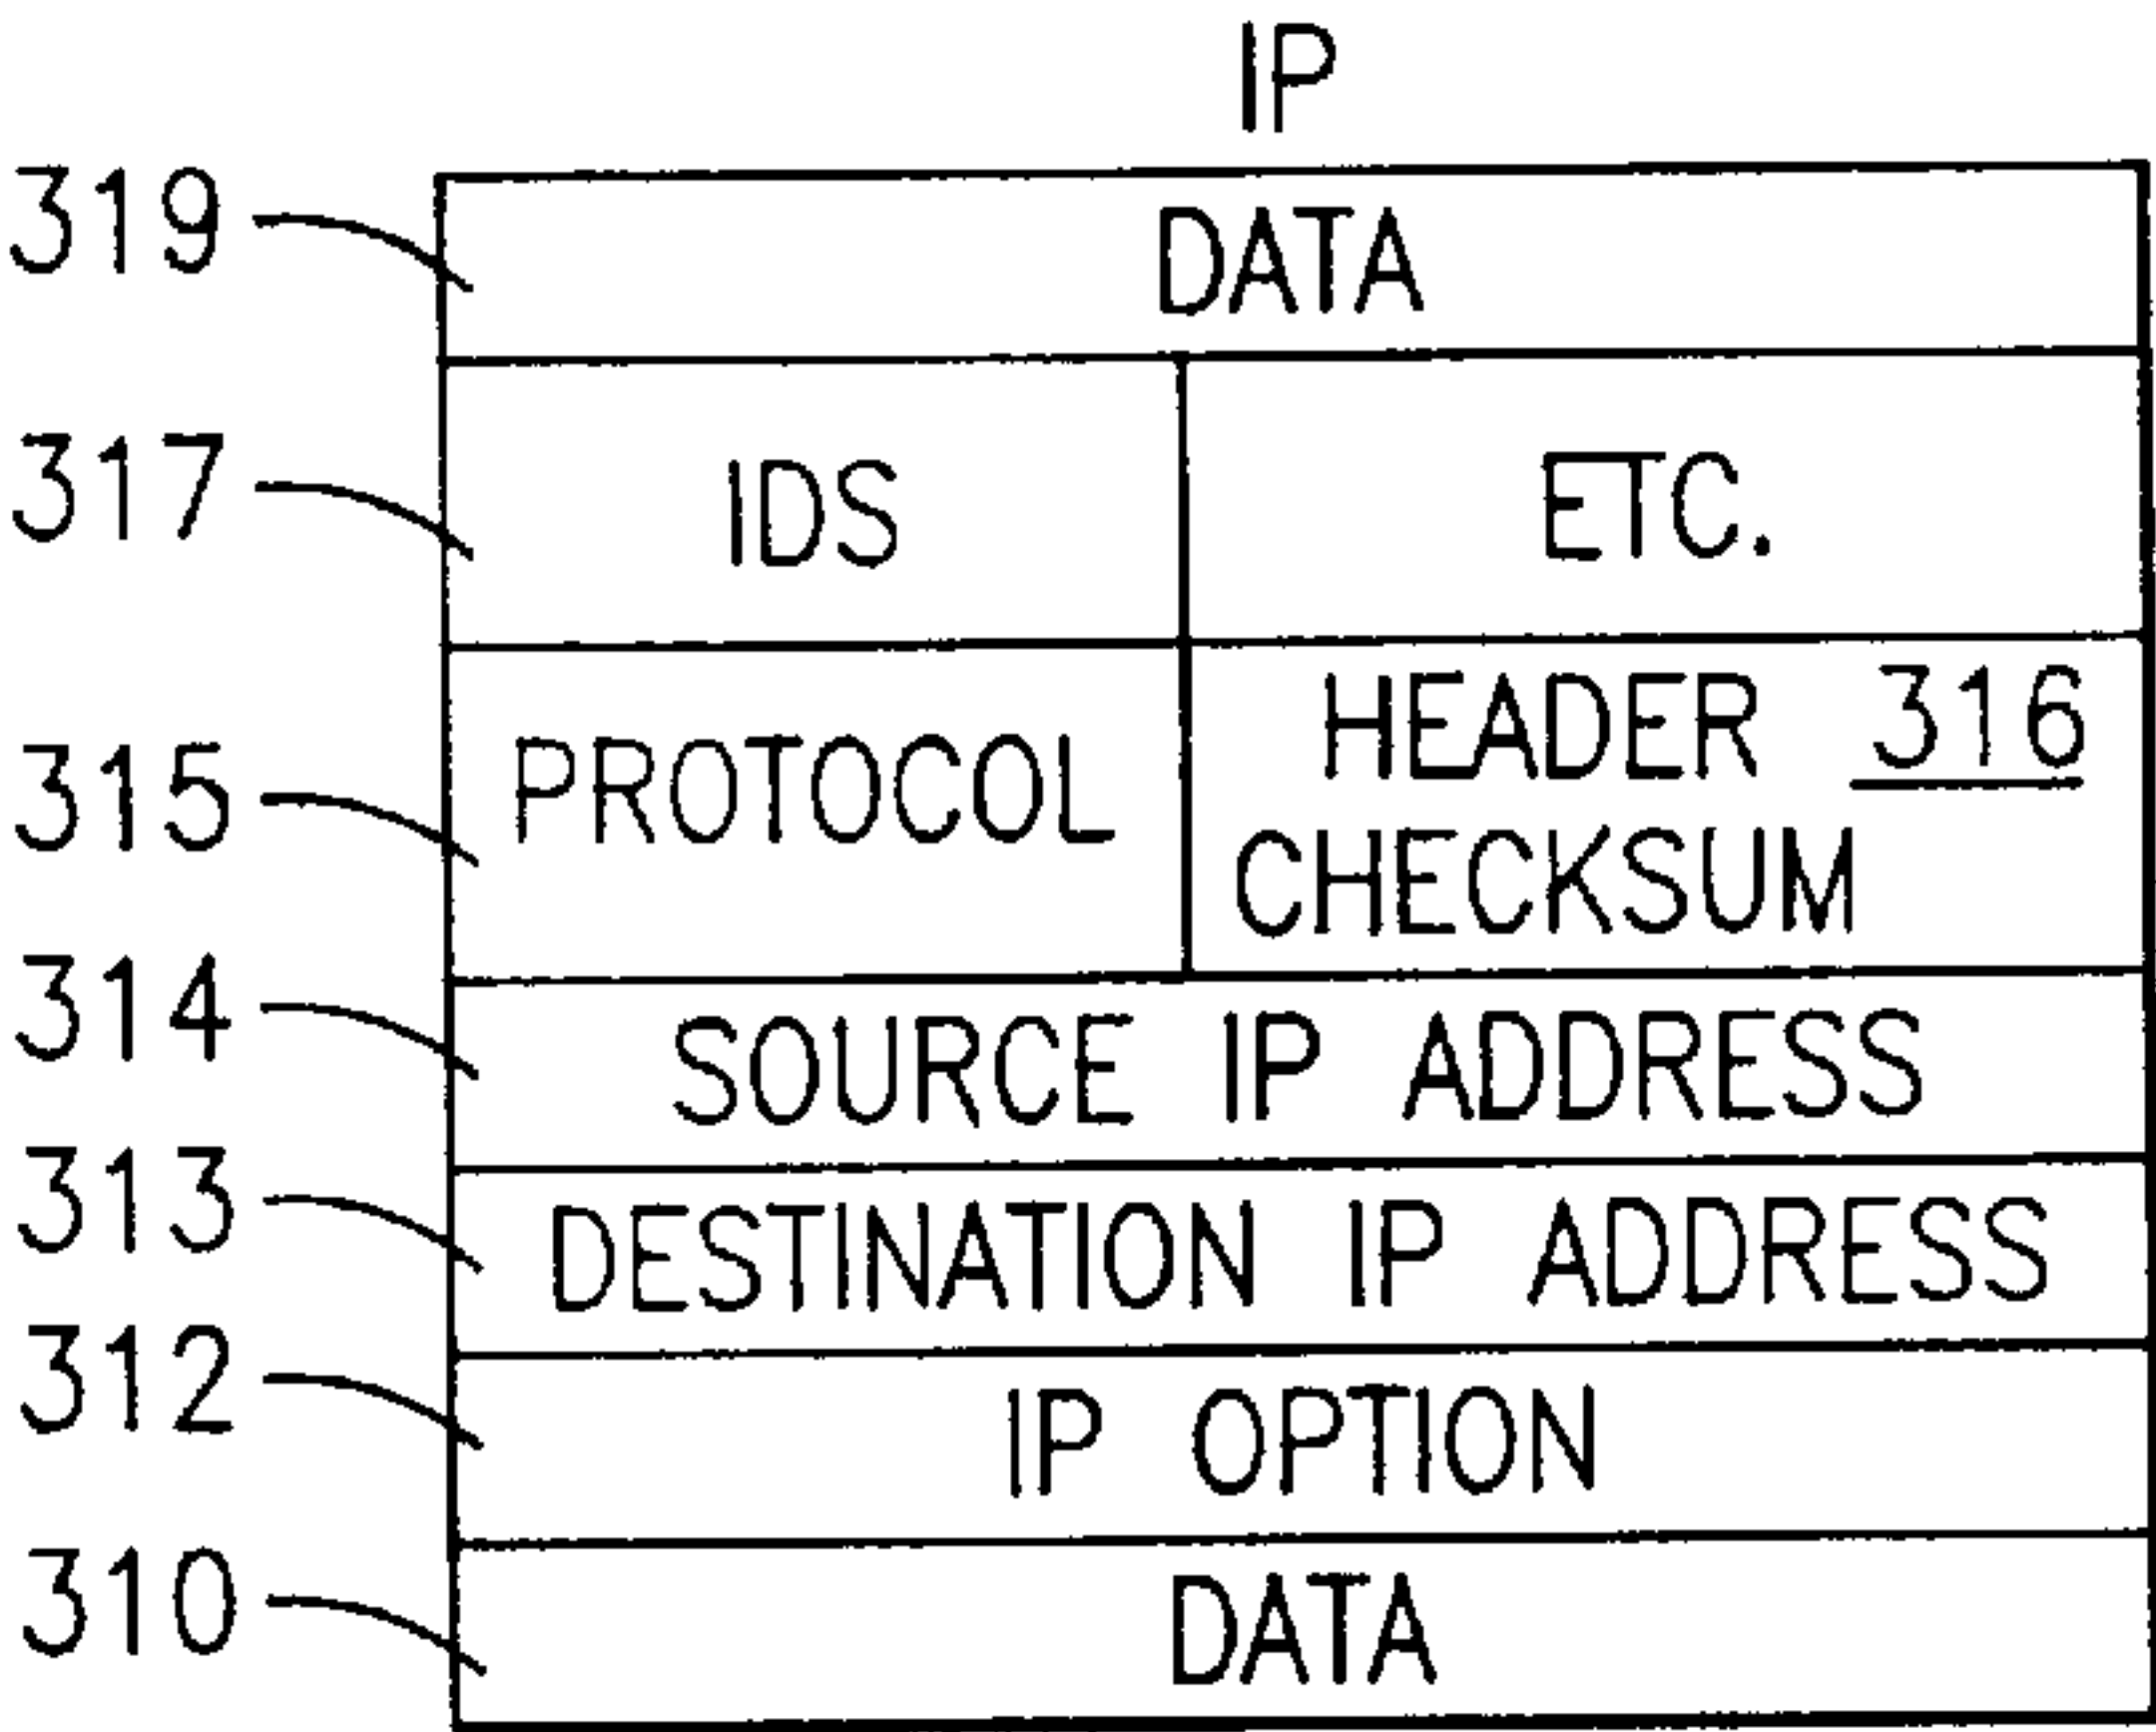 IP
319 DATA
317 IDS ETC.
315 PROTOCOL HEADER 316
CHECKSUM
314 SOURCE IP ADDRESS
313 DESTINATION IP ADDRESS
312 IP OPTION
310 DATA